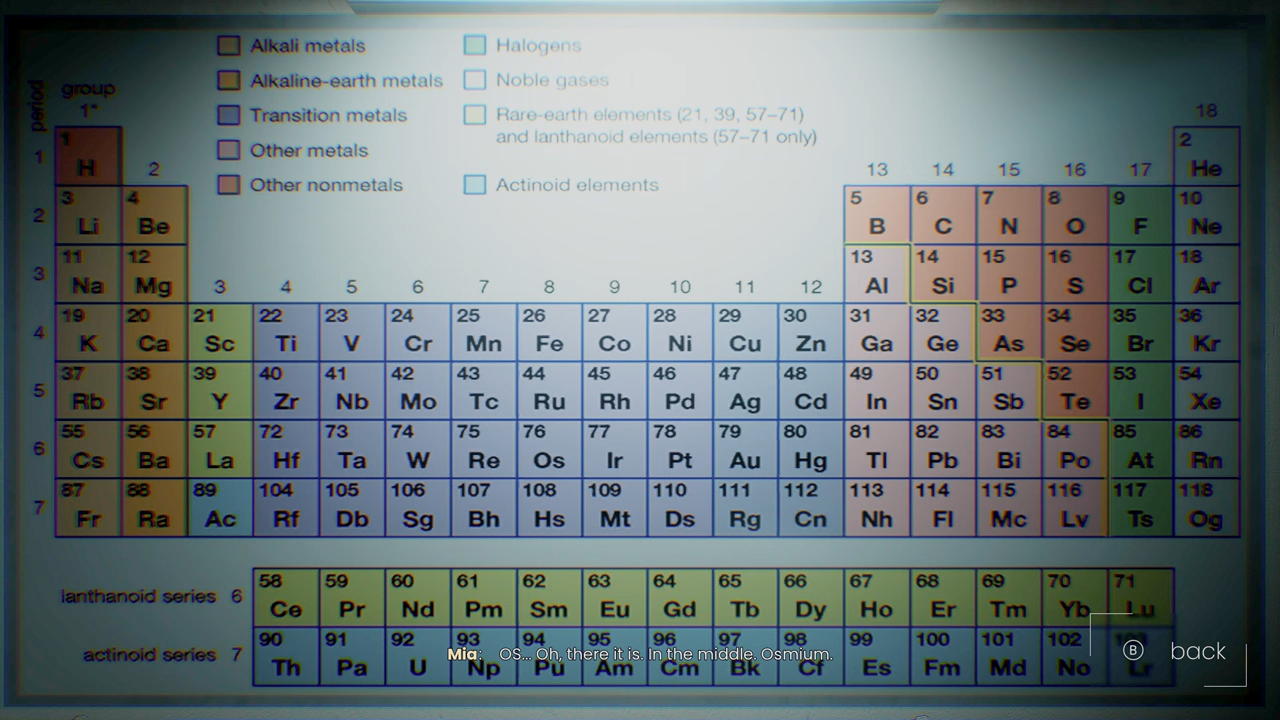 Alkali metals
Halogens
Alkaline-earth metals
Noble gases
Transition metals
Rare-earth elements (21, 39, 57–71)
and lanthanoid elements (57–71 only)
Other metals
Other nonmetals
Actinoid elements
period
group
1* 18
1 2
1 H 2 He
2 13 14 15 16 17
3 4 5 6 7 8 9 10
2 Li Be B C N O F Ne
11 12 13 14 15 16 17 18
3 Na Mg Al Si P S Cl Ar
3 4 5 6 7 8 9 10 11 12
19 20 21 22 23 24 25 26 27 28 29 30 31 32 33 34 35 36
4 K Ca Sc Ti V Cr Mn Fe Co Ni Cu Zn Ga Ge As Se Br Kr
37 38 39 40 41 42 43 44 45 46 47 48 49 50 51 52 53 54
5 Rb Sr Y Zr Nb Mo Tc Ru Rh Pd Ag Cd In Sn Sb Te I Xe
55 56 57 72 73 74 75 76 77 78 79 80 81 82 83 84 85 86
6 Cs Ba La Hf Ta W Re Os Ir Pt Au Hg Tl Pb Bi Po At Rn
87 88 89 104 105 106 107 108 109 110 111 112 113 114 115 116 117 118
7 Fr Ra Ac Rf Db Sg Bh Hs Mt Ds Rg Cn Nh Fl Mc Lv Ts Og
58 59 60 61 62 63 64 65 66 67 68 69 70 71
lanthanoid series 6 Ce Pr Nd Pm Sm Eu Gd Tb Dy Ho Er Tm Yb Lu
90 91 92 93 94 95 96 97 98 99 100 101 102
actinoid series 7 Th Pa U Np Pu Am Cm Bk Cf Es Fm Md No Lr
Mia: OS... Oh, there it is. In the middle. Osmium.
B back